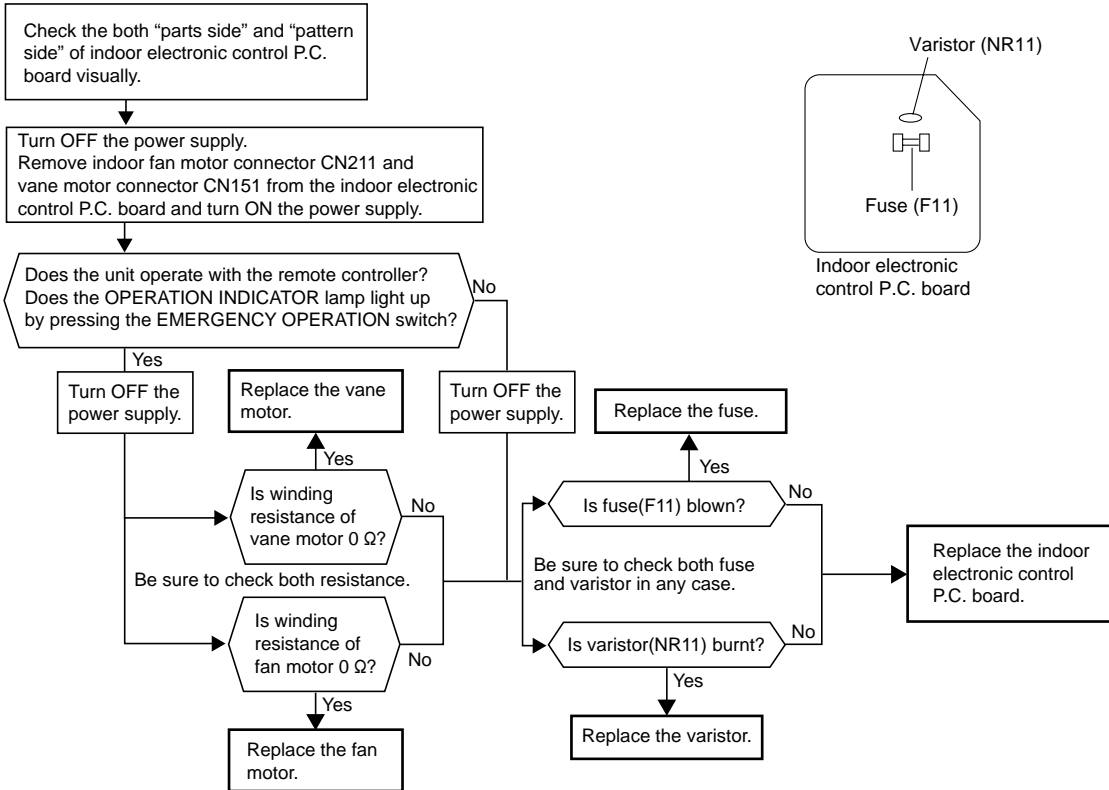 Check the both “parts side” and “pattern
side” of indoor electronic control P.C.
board visually.
Turn OFF the power supply.
Remove indoor fan motor connector CN211 and
vane motor connector CN151 from the indoor electronic
control P.C. board and turn ON the power supply.
Does the unit operate with the remote controller?
Does the OPERATION INDICATOR lamp light up
by pressing the EMERGENCY OPERATION switch?
No
Yes
Turn OFF the
power supply.
Replace the vane
motor.
Yes
Is winding
resistance of
vane motor 0 Ω?
No
Be sure to check both resistance.
Is winding
resistance of
fan motor 0 Ω?
No
Yes
Replace the fan
motor.
Turn OFF the
power supply.
Replace the fuse.
Yes
Is fuse(F11) blown?
No
Be sure to check both fuse
and varistor in any case.
Is varistor(NR11) burnt?
No
Yes
Replace the varistor.
Replace the indoor
electronic control
P.C. board.
Varistor (NR11)
Fuse (F11)
Indoor electronic
control P.C. board